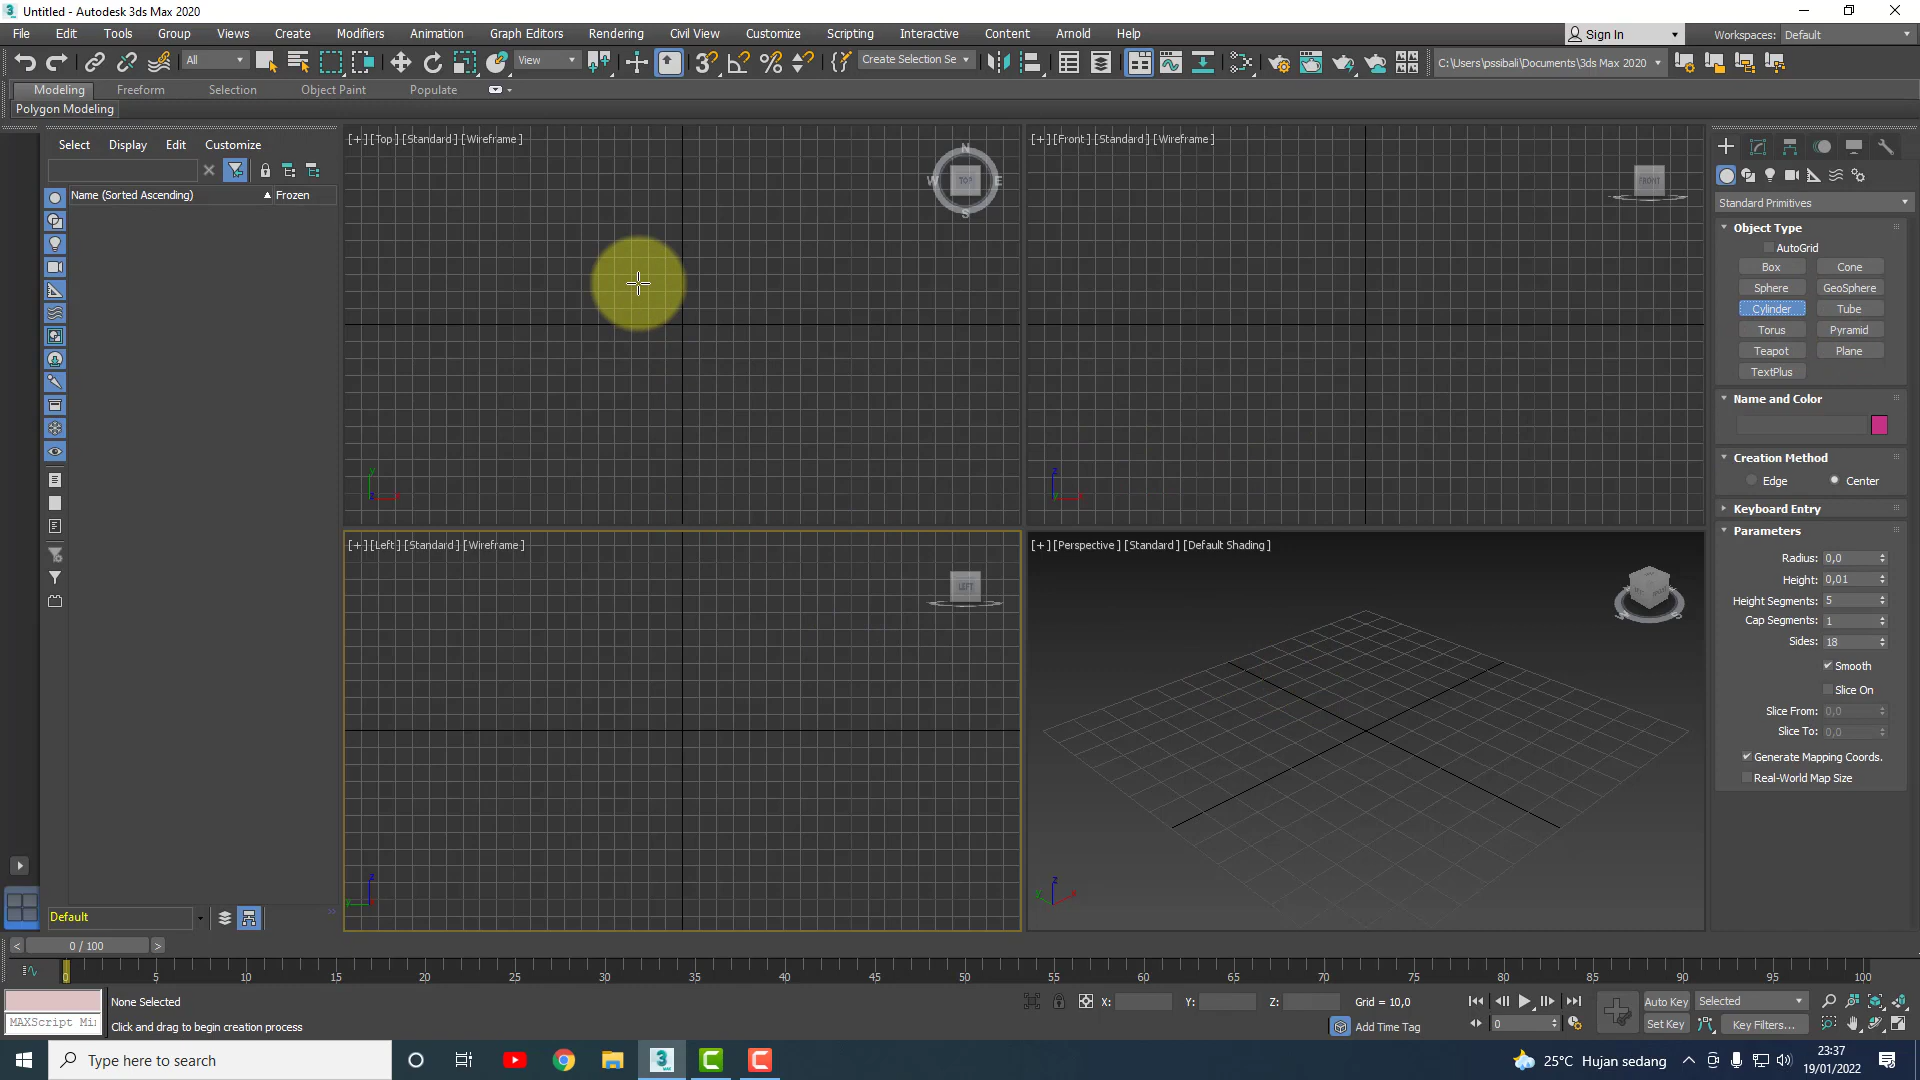 Untitled - Autodesk 3ds Max 2020
File Edit Tools Group Views Create Modifiers Animation Graph Editors Rendering Civil View Customize Scripting Interactive Content Arnold Help
Sign In
Workspaces: Default
All
View
Create Selection Se
C:\Users\pssibali\Documents\3ds Max 2020
Modeling Freeform Selection Object Paint Populate
Polygon Modeling
Select Display Edit Customize
Name (Sorted Ascending) Frozen
[+] [Top] [Standard] [Wireframe]
N
W TOP E
S
[+] [Front] [Standard] [Wireframe]
FRONT
y
z
[+] [Left] [Standard] [Wireframe]
LEFT
z
[+] [Perspective] [Standard] [Default Shading]
z
Standard Primitives
Object Type
AutoGrid
Box Cone
Sphere GeoSphere
Cylinder Tube
Torus Pyramid
Teapot Plane
TextPlus
Name and Color
Creation Method
Edge Center
Keyboard Entry
Parameters
Radius: 0,0
Height: 0,01
Height Segments: 5
Cap Segments: 1
Sides: 18
Smooth
Slice On
Slice From: 0,0
Slice To: 0,0
Generate Mapping Coords.
Real-World Map Size
Default
0 / 100
0 5 10 15 20 25 30 35 40 45 50 55 60 65 70 75 80 85 90 95 100
None Selected
X: Y: Z: Grid = 10,0
Auto Key Selected
MAXScript Mi
Click and drag to begin creation process
Add Time Tag
0
Set Key Key Filters...
Type here to search
25°C Hujan sedang
23:37
19/01/2022